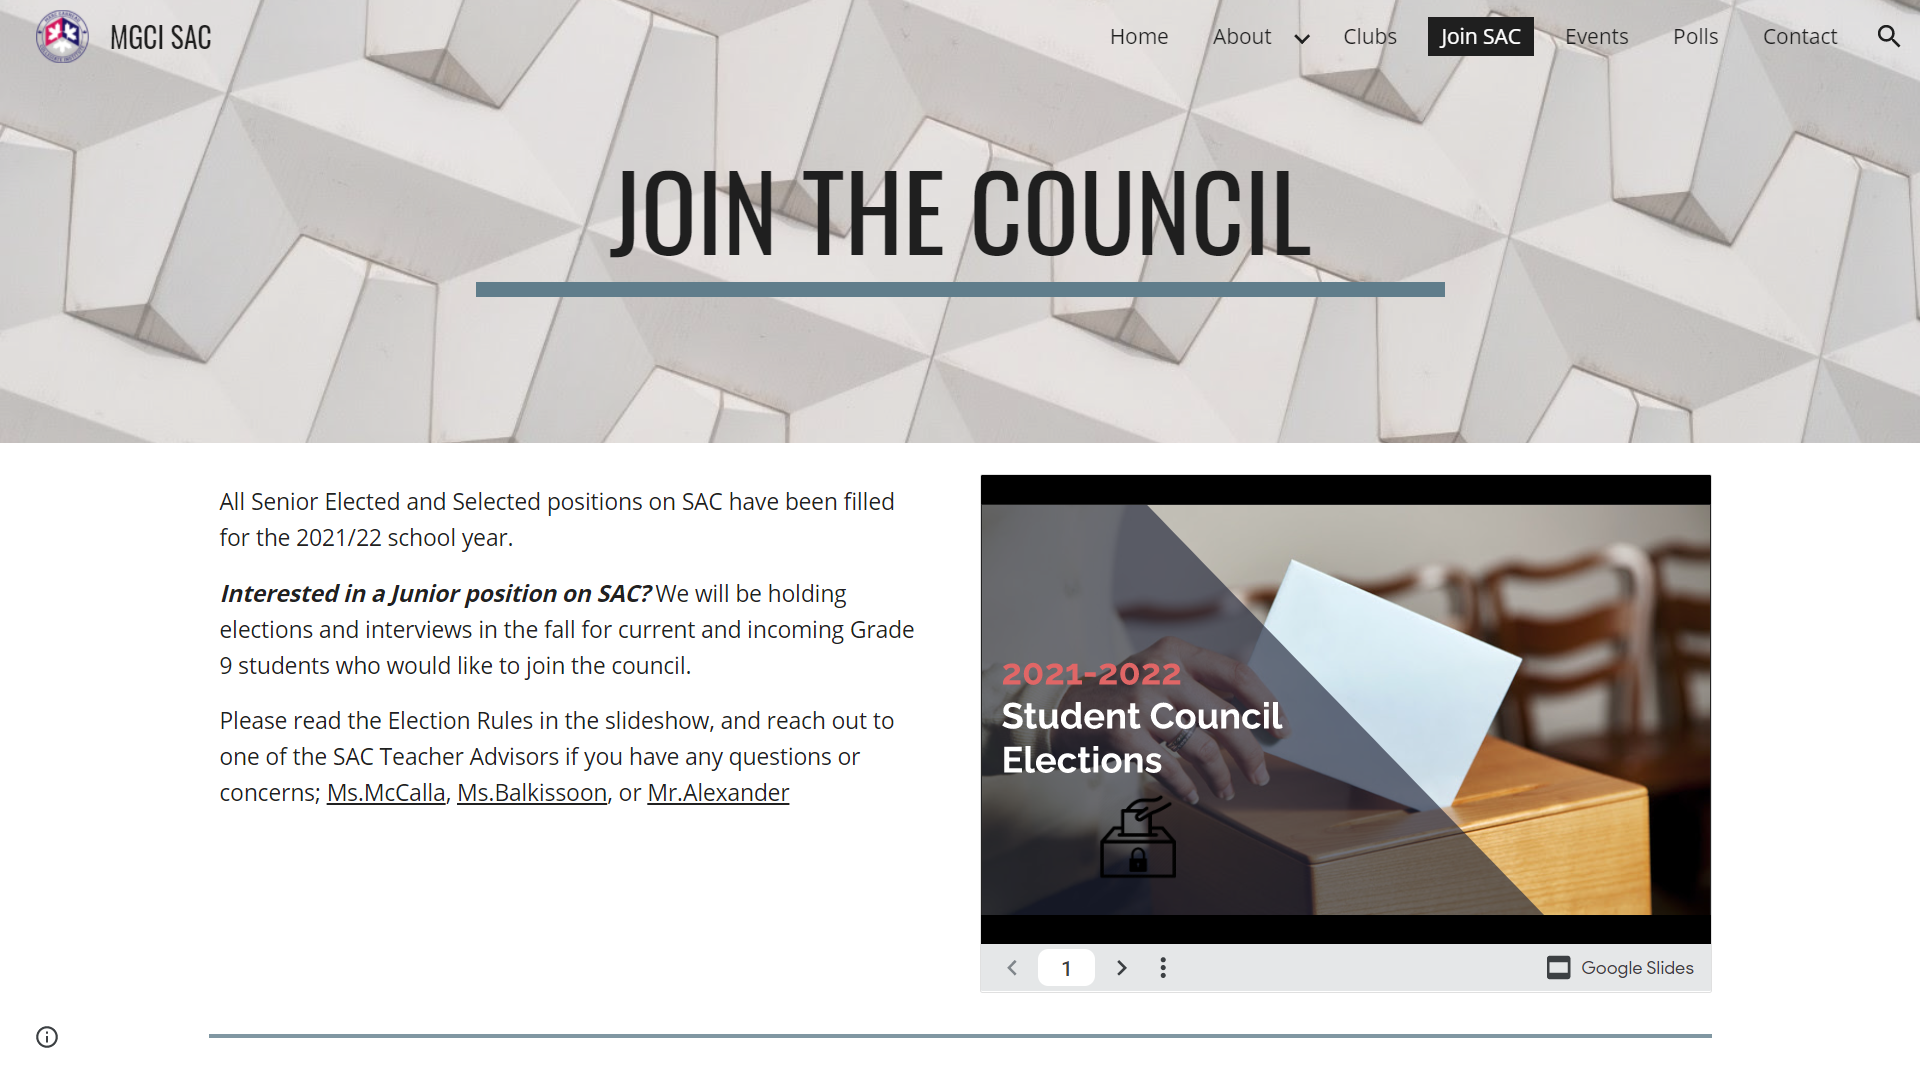 MGCI SAC
Home
About
Clubs
Join SAC
Events
Polls
Contact
JOIN THE COUNCIL
All Senior Elected and Selected positions on SAC have been filled
for the 2021/22 school year.
Interested in a Junior position on SAC? We will be holding
elections and interviews in the fall for current and incoming Grade
9 students who would like to join the council.
Please read the Election Rules in the slideshow, and reach out to
one of the SAC Teacher Advisors if you have any questions or
concerns; Ms.McCalla, Ms.Balkissoon, or Mr.Alexander
2021-2022
Student Council
Elections
1
Google Slides